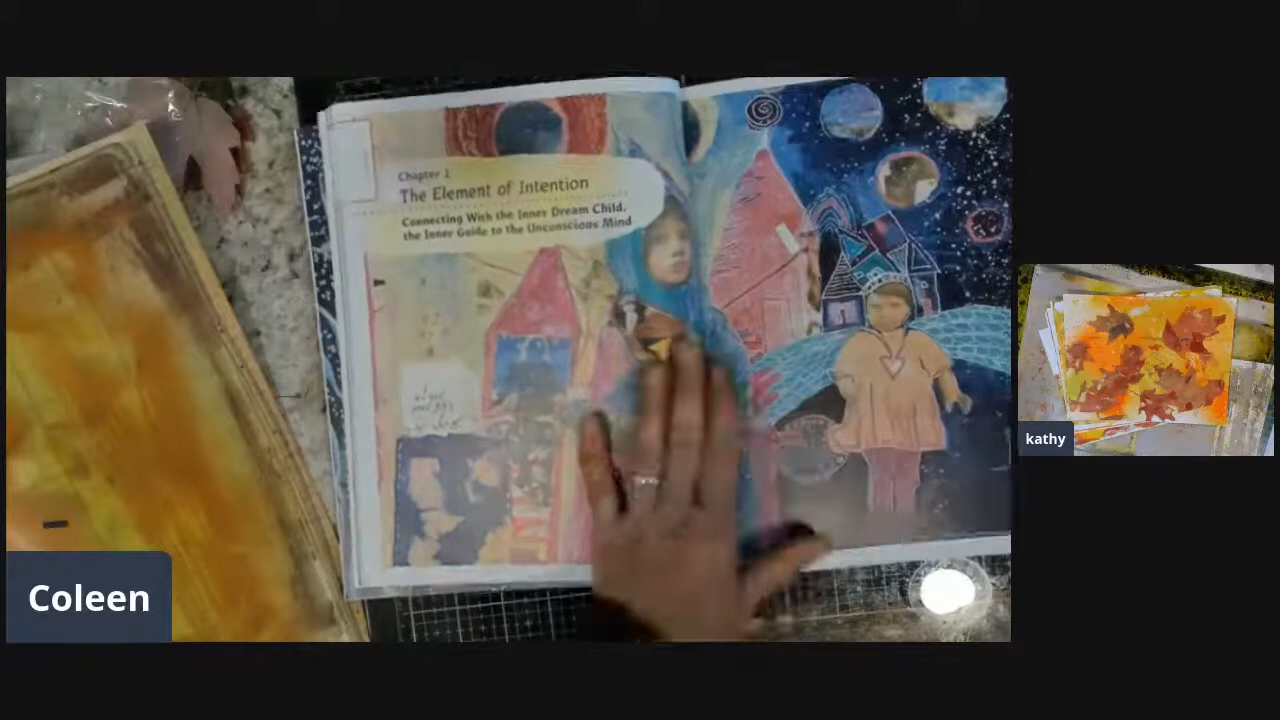 Chapter 1
The Element of Intention
Connecting With the Inner Dream Child,
the Inner Guide to the Unconscious Mind
Coleen
kathy